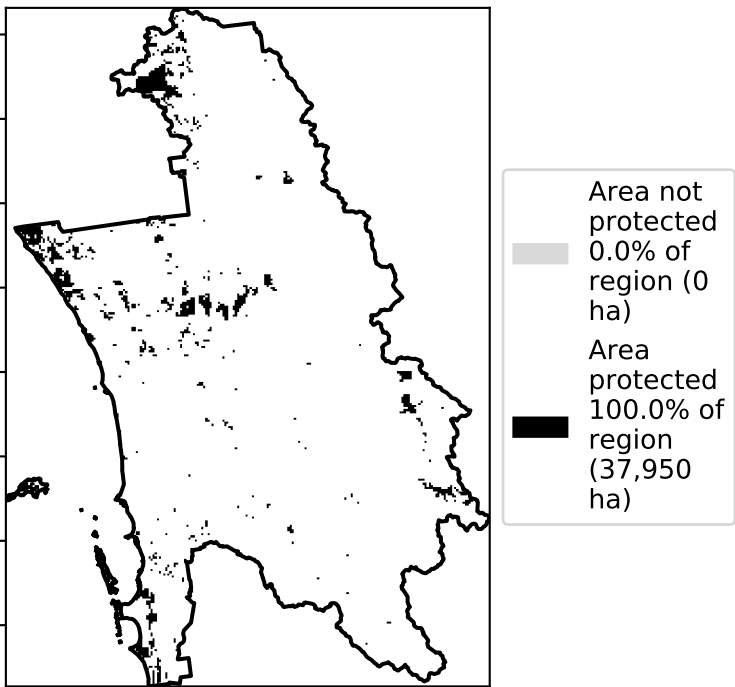 Area not
protected
0.0% of
region (0
ha)
Area
protected
100.0% of
region
(37,950
ha)